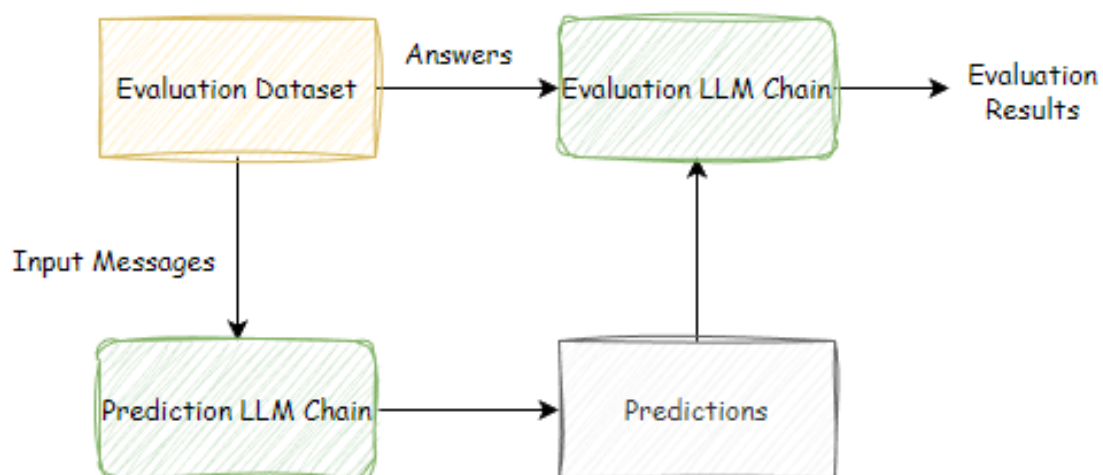 Evaluation Dataset
Answers
Evaluation LLM Chain
Evaluation
Results
Input Messages
Prediction LLM Chain
Predictions